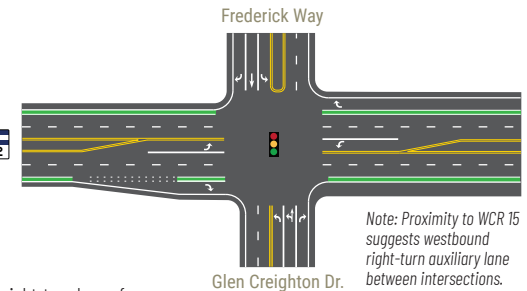 Frederick Way
Note: Proximity to WCR 15
suggests westbound
right-turn auxiliary lane
between intersections.
Glen Creighton Dr.